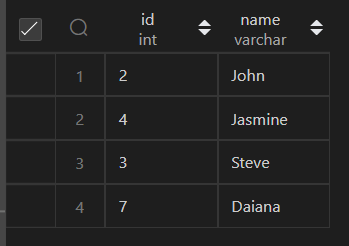 id name
int varchar
1 2 John
2 4 Jasmine
3 3 Steve
4 7 Daiana